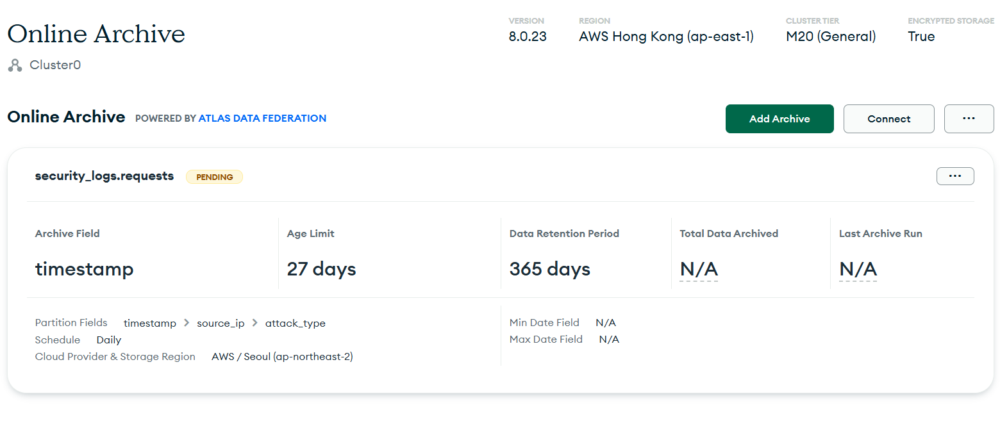 Online Archive
Cluster0
VERSION
8.0.23
REGION
AWS Hong Kong (ap-east-1)
CLUSTER TIER
M20 (General)
ENCRYPTED STORAGE
True
Online Archive POWERED BY ATLAS DATA FEDERATION
Add Archive
Connect
...
security_logs.requests PENDING
...
Archive Field
timestamp
Age Limit
27 days
Data Retention Period
365 days
Total Data Archived
N/A
Last Archive Run
N/A
Partition Fields timestamp > source_ip > attack_type
Schedule Daily
Cloud Provider & Storage Region AWS / Seoul (ap-northeast-2)
Min Date Field N/A
Max Date Field N/A